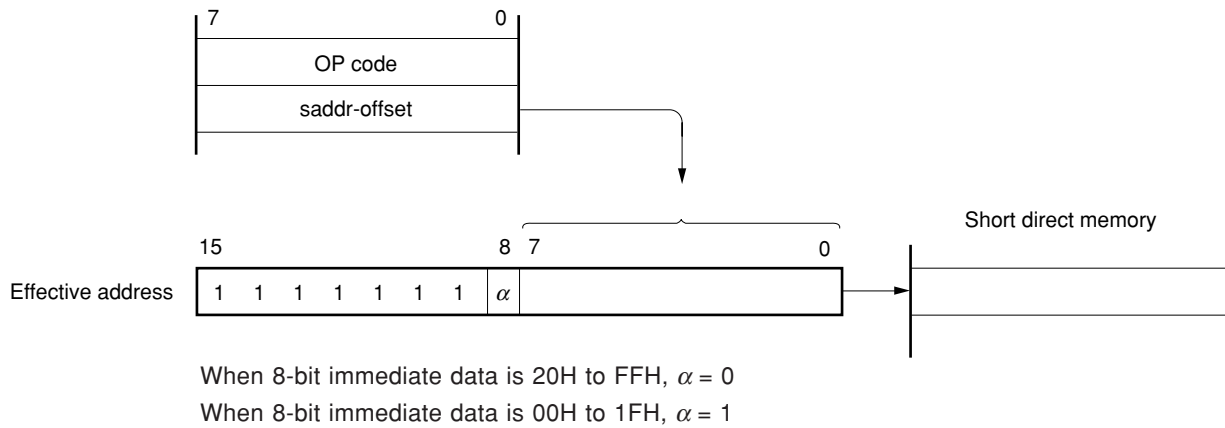 7 0
OP code
saddr-offset
Short direct memory
15 8 7 0
Effective address 1 1 1 1 1 1 1 α
When 8-bit immediate data is 20H to FFH, α = 0
When 8-bit immediate data is 00H to 1FH, α = 1